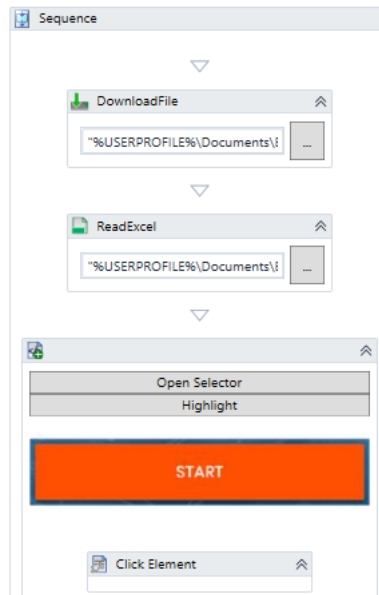 Sequence
DownloadFile
"%USERPROFILE%\Documents\E
...
ReadExcel
"%USERPROFILE%\Documents\E
...
Open Selector
Highlight
START
Click Element